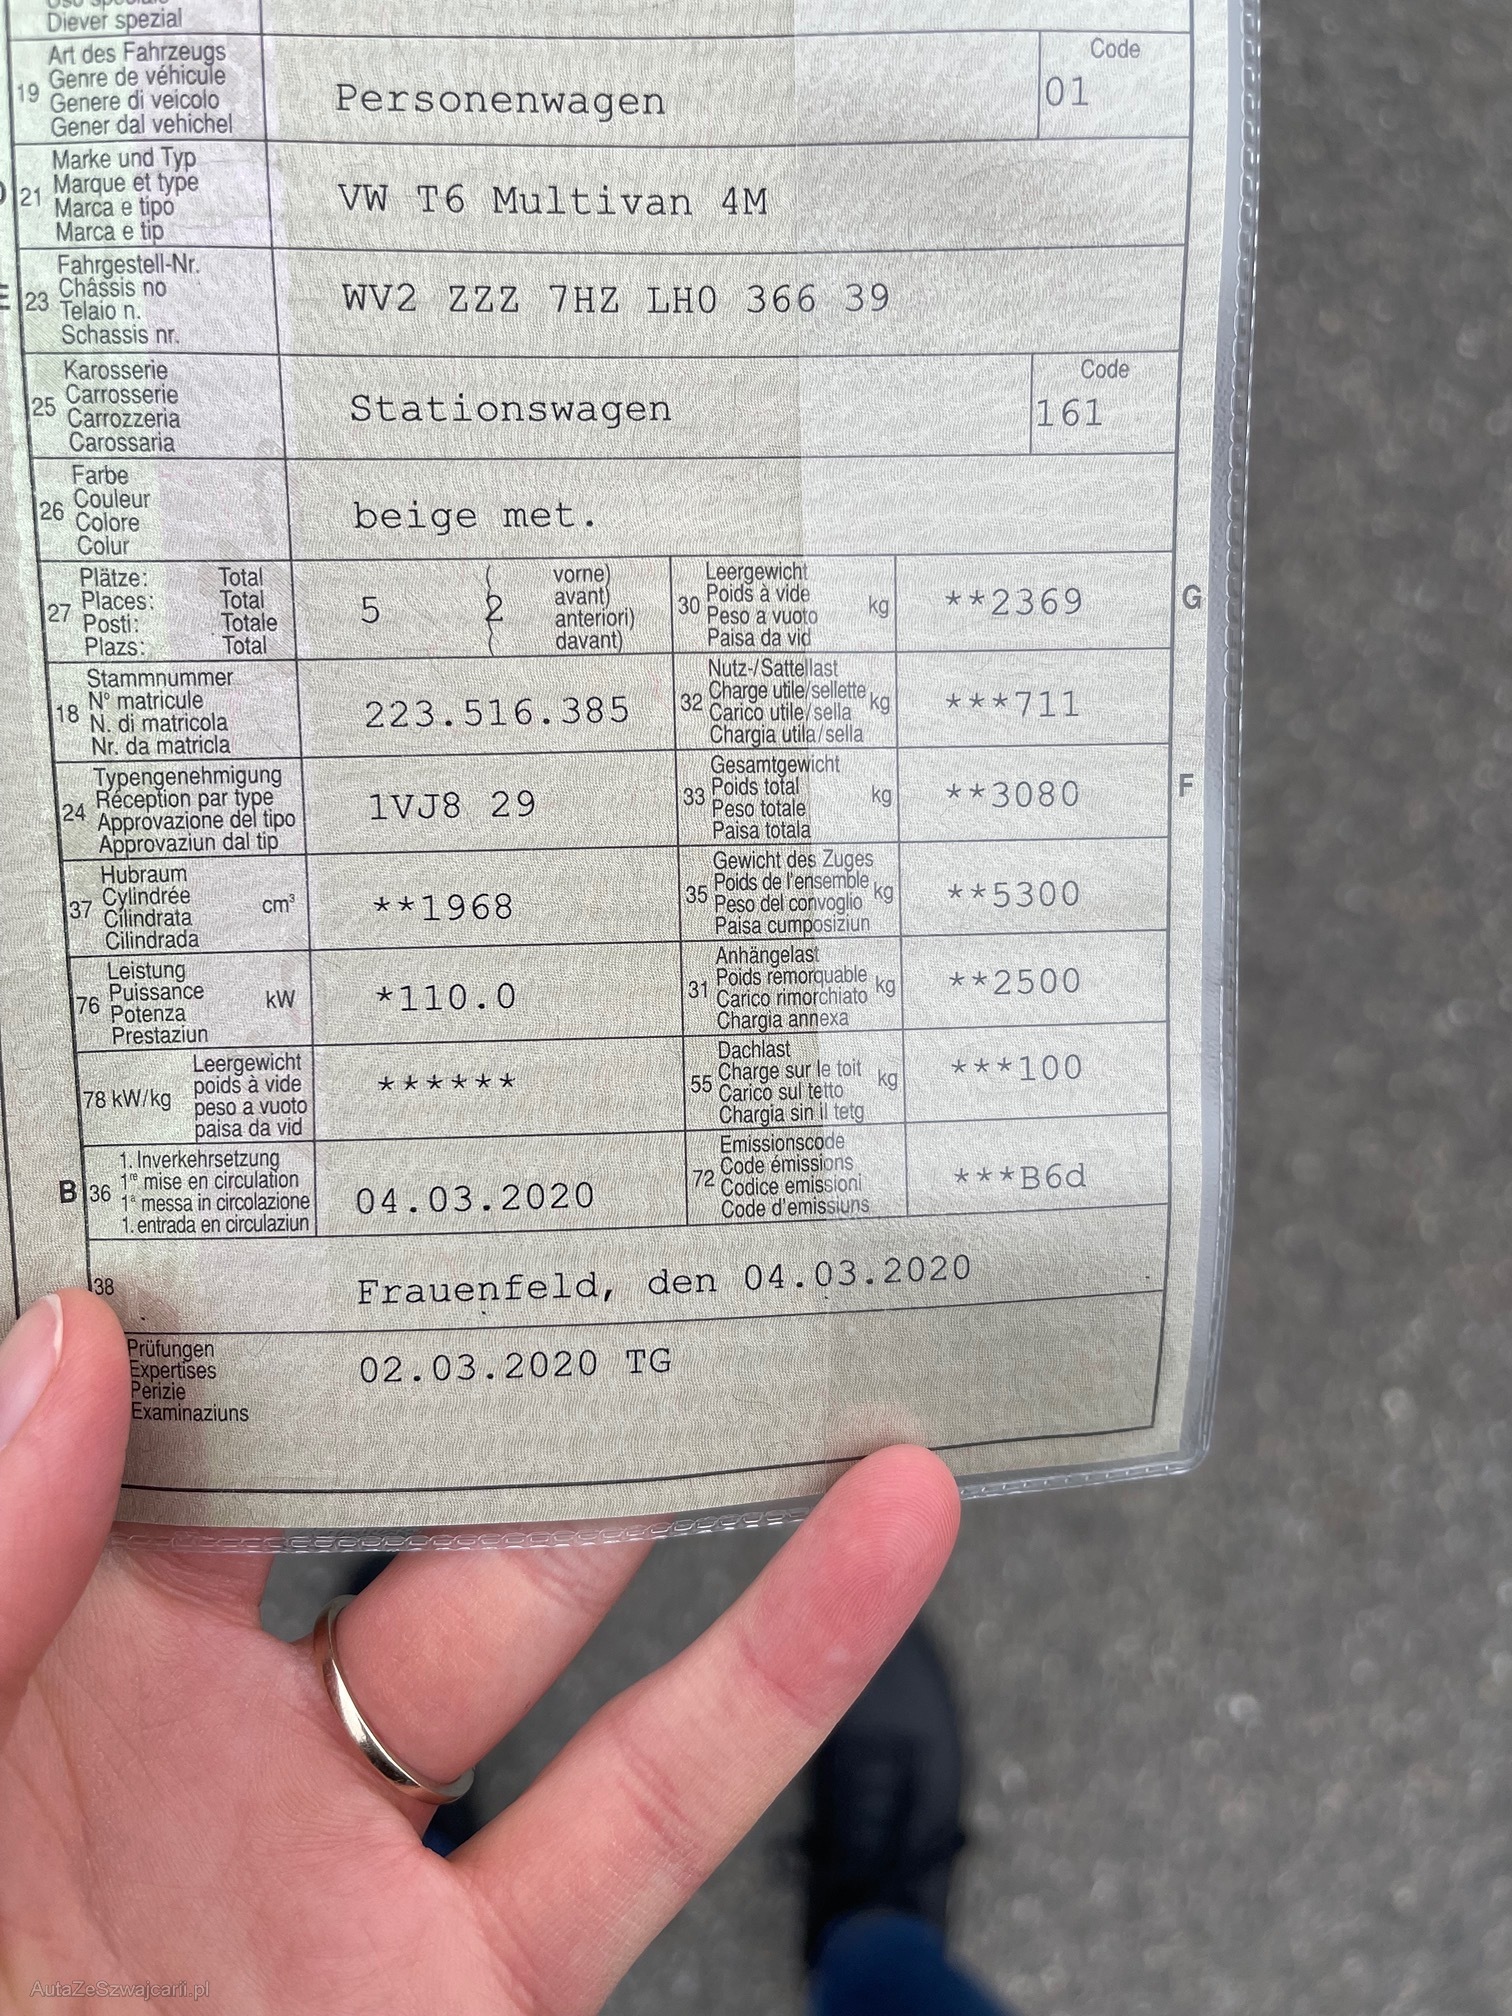 Diever spezial
Art des Fahrzeugs
Genre de véhicule
19 Genere di veicolo
Gener dal vehichel
Personenwagen
Code
01
Marke und Typ
Marque et type
21 Marca e tipo
Marca e tip
VW T6 Multivan 4M
Fahrgestell-Nr.
Châssis no
E 23 Telaio n.
Schassis nr.
WV2 ZZZ 7HZ LH0 366 39
Karosserie
Carrosserie
25 Carrozzeria
Carossaria
Stationswagen
Code
161
Farbe
Couleur
26 Colore
Colur
beige met.
Plätze: Total
Places: Total
27 Posti: Totale
Plazs: Total
5 ( 2 vorne)
avant)
anteriori)
davant)
Leergewicht
Poids à vide
30 Peso a vuoto kg
Paisa da vid
**2369
G
Stammnummer
N° matricule
18 N. di matricola
Nr. da matricla
223.516.385
Nutz-/Sattellast
32 Charge utile/sellette kg
Carico utile/sella
Chargia utila/sella
***711
Typengenehmigung
Réception par type
24 Approvazione del tipo
Approvaziun dal tip
1VJ8 29
Gesamtgewicht
33 Poids total kg
Peso totale
Paisa totala
**3080
F
Hubraum
Cylindrée
37 Cilindrata cm³
Cilindrada
**1968
Gewicht des Zuges
35 Poids de l'ensemble kg
Peso del convoglio
Paisa cumposiziun
**5300
Leistung
Puissance
76 Potenza kW
Prestaziun
*110.0
Anhängelast
31 Poids remorquable kg
Carico rimorchiato
Chargia annexa
**2500
Leergewicht
78 kW/kg poids à vide
peso a vuoto
paisa da vid
******
Dachlast
55 Charge sur le toit kg
Carico sul tetto
Chargia sin il tetg
***100
1. Inverkehrsetzung
B 36 1re mise en circulation
1a messa in circolazione
1. entrada en circulaziun
04.03.2020
Emissionscode
Code émissions
72 Codice emissioni
Code d'emissiuns
***B6d
38
Frauenfeld, den 04.03.2020
Prüfungen
Expertises
Perizie
Examinaziuns
02.03.2020 TG
AutaZeSzwajcarii.pl